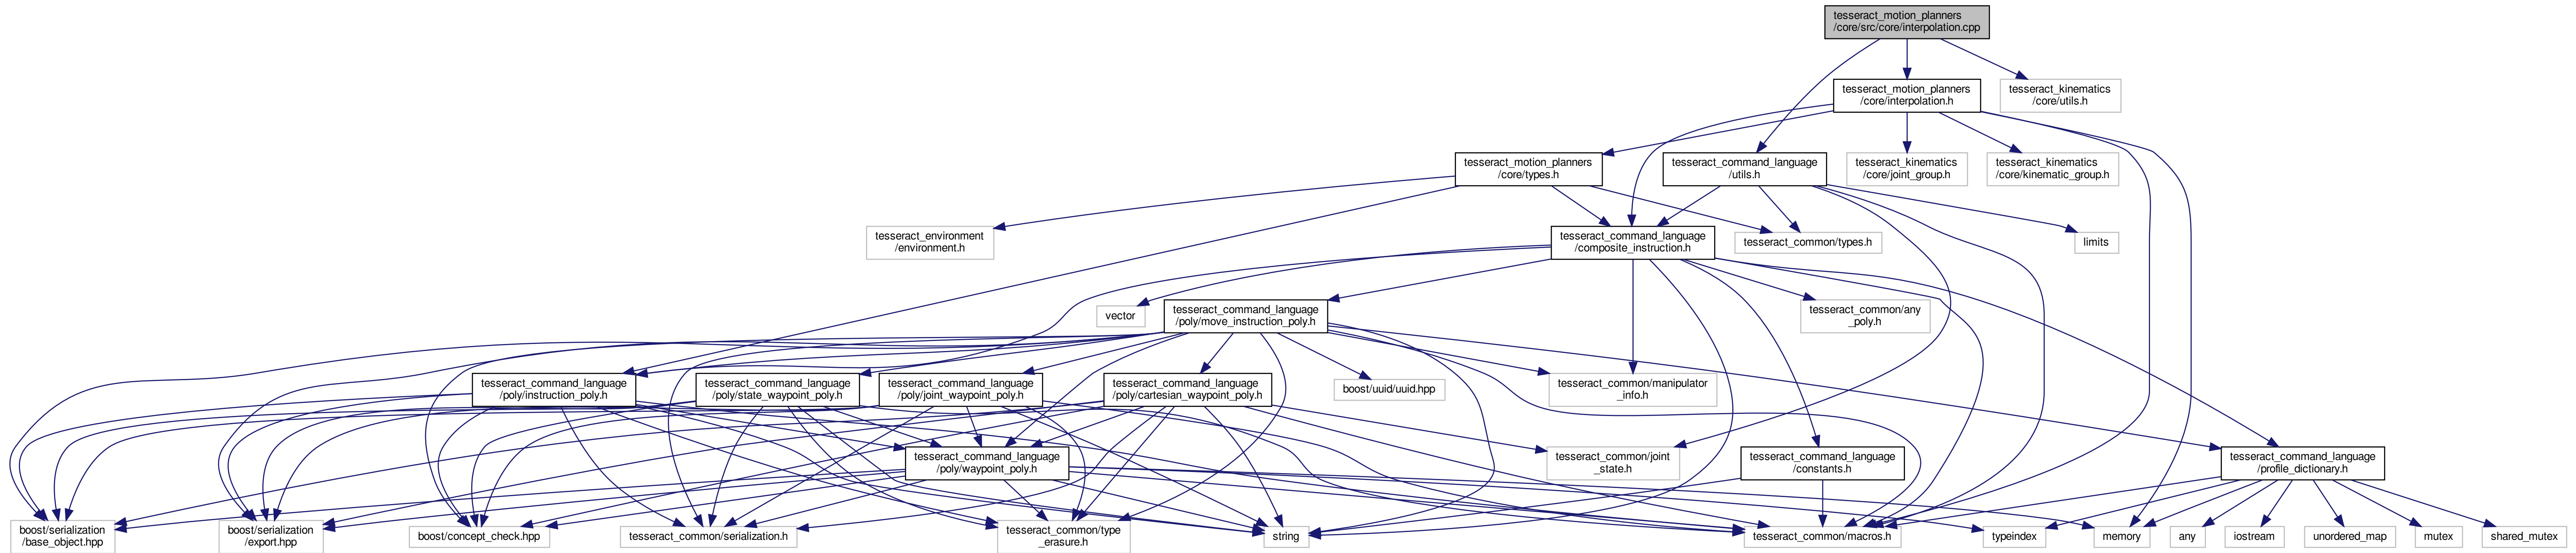 tesseract_motion_planners
/core/src/core/interpolation.cpp
tesseract_motion_planners
/core/interpolation.h
tesseract_kinematics
/core/utils.h
tesseract_motion_planners
/core/types.h
tesseract_command_language
/utils.h
tesseract_kinematics
/core/joint_group.h
tesseract_kinematics
/core/kinematic_group.h
tesseract_environment
/environment.h
tesseract_command_language
/composite_instruction.h
tesseract_common/types.h
limits
vector
tesseract_command_language
/poly/move_instruction_poly.h
tesseract_common/any
_poly.h
tesseract_command_language
/poly/instruction_poly.h
tesseract_command_language
/poly/state_waypoint_poly.h
tesseract_command_language
/poly/joint_waypoint_poly.h
tesseract_command_language
/poly/cartesian_waypoint_poly.h
boost/uuid/uuid.hpp
tesseract_common/manipulator
_info.h
tesseract_command_language
/poly/waypoint_poly.h
tesseract_common/joint
_state.h
tesseract_command_language
/constants.h
tesseract_command_language
/profile_dictionary.h
boost/serialization
/base_object.hpp
boost/serialization
/export.hpp
boost/concept_check.hpp
tesseract_common/serialization.h
tesseract_common/type
_erasure.h
string
tesseract_common/macros.h
typeindex
memory
any
iostream
unordered_map
mutex
shared_mutex